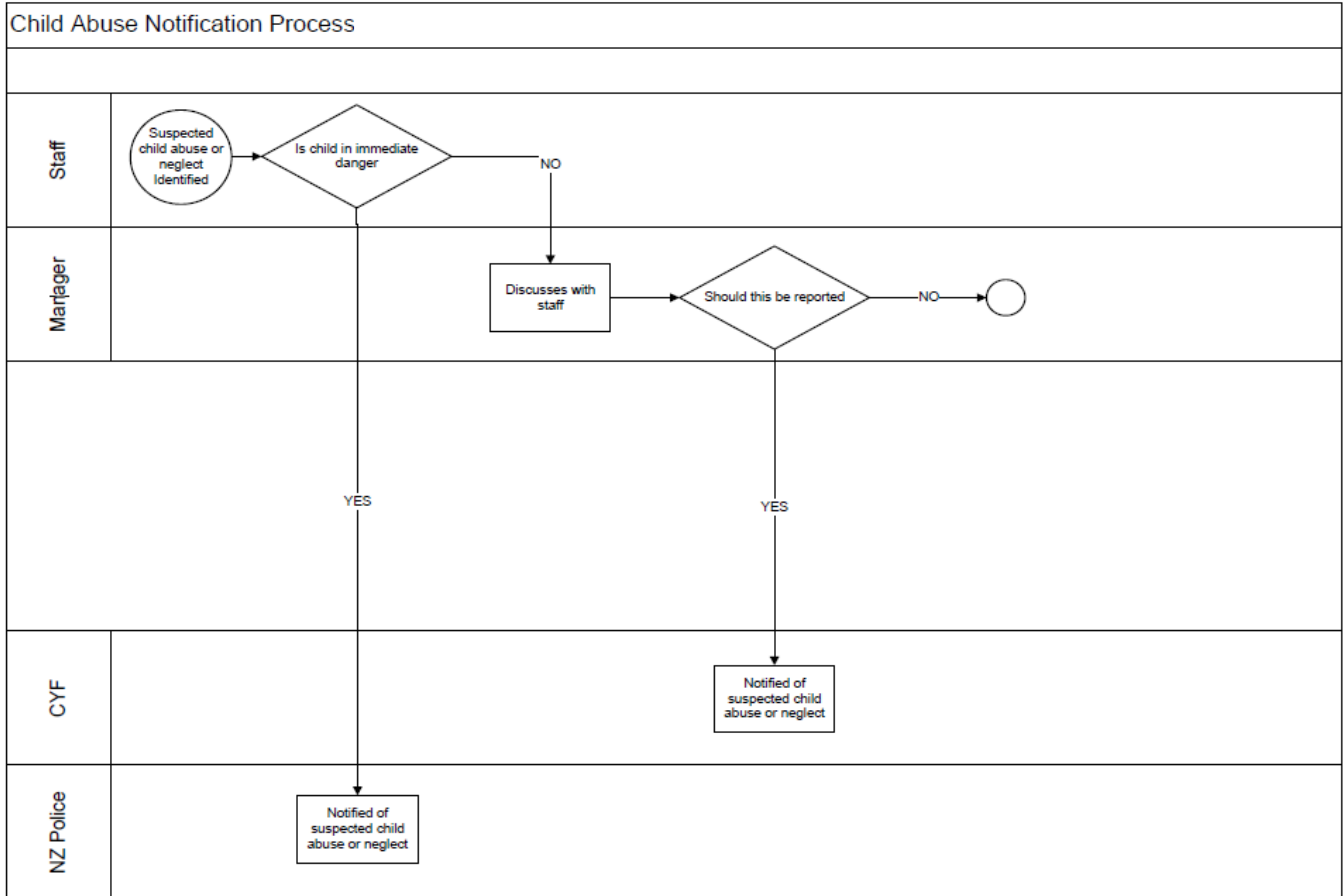 Child Abuse Notification Process
Staff
Suspected
child abuse or
neglect
Identified
Is child in immediate
danger
NO
Manager
Discusses with
staff
Should this be reported
NO
YES
YES
CYF
Notified of
suspected child
abuse or neglect
NZ Police
Notified of
suspected child
abuse or neglect